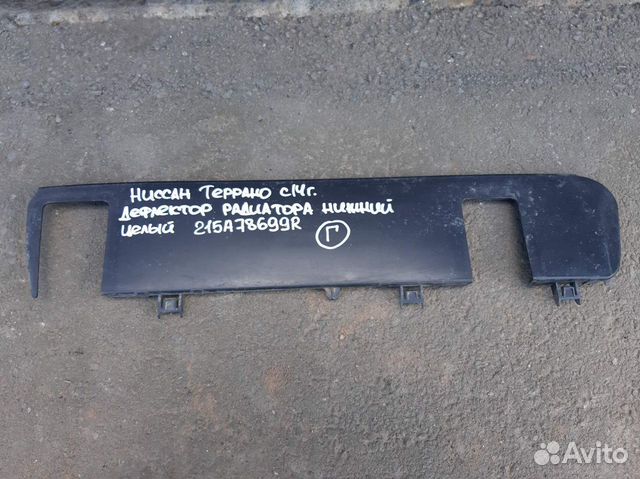 Ниссан Террано с14г.
Дефлектор радиатора нижний
целый 215A78699R
Г
Avito